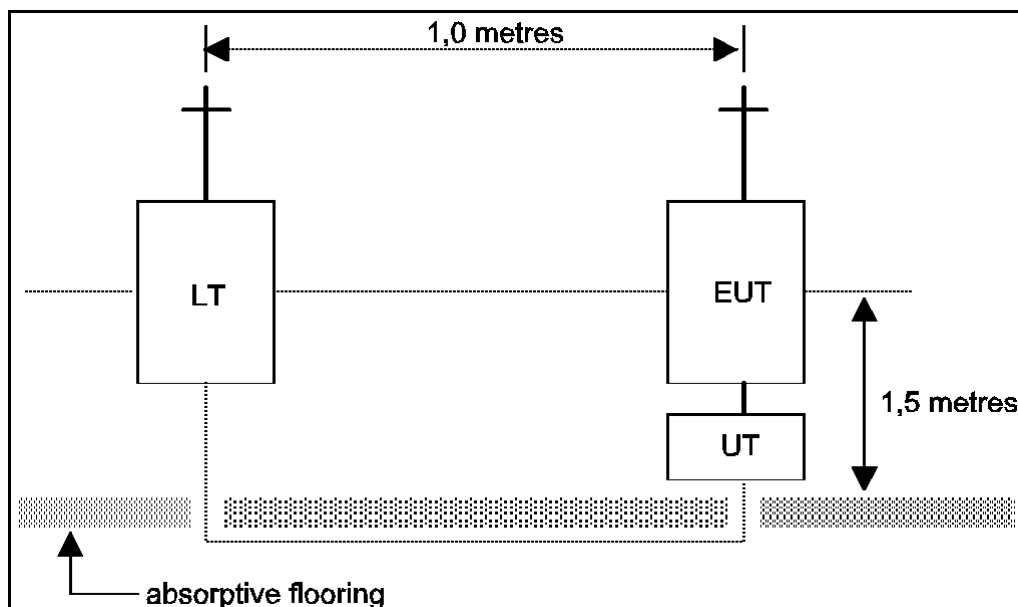 1,0 metres
LT
EUT
1,5 metres
UT
absorptive flooring